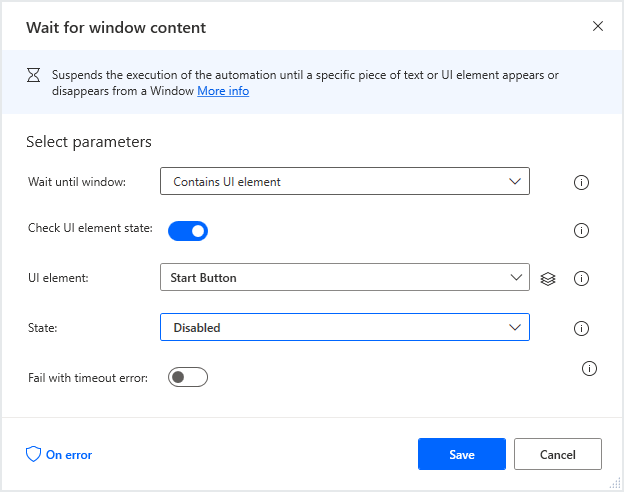 Wait for window content
Suspends the execution of the automation until a specific piece of text or UI element appears or
disappears from a Window More info
Select parameters
Wait until window: Contains UI element
Check UI element state:
UI element: Start Button
State: Disabled
Fail with timeout error:
On error Save Cancel